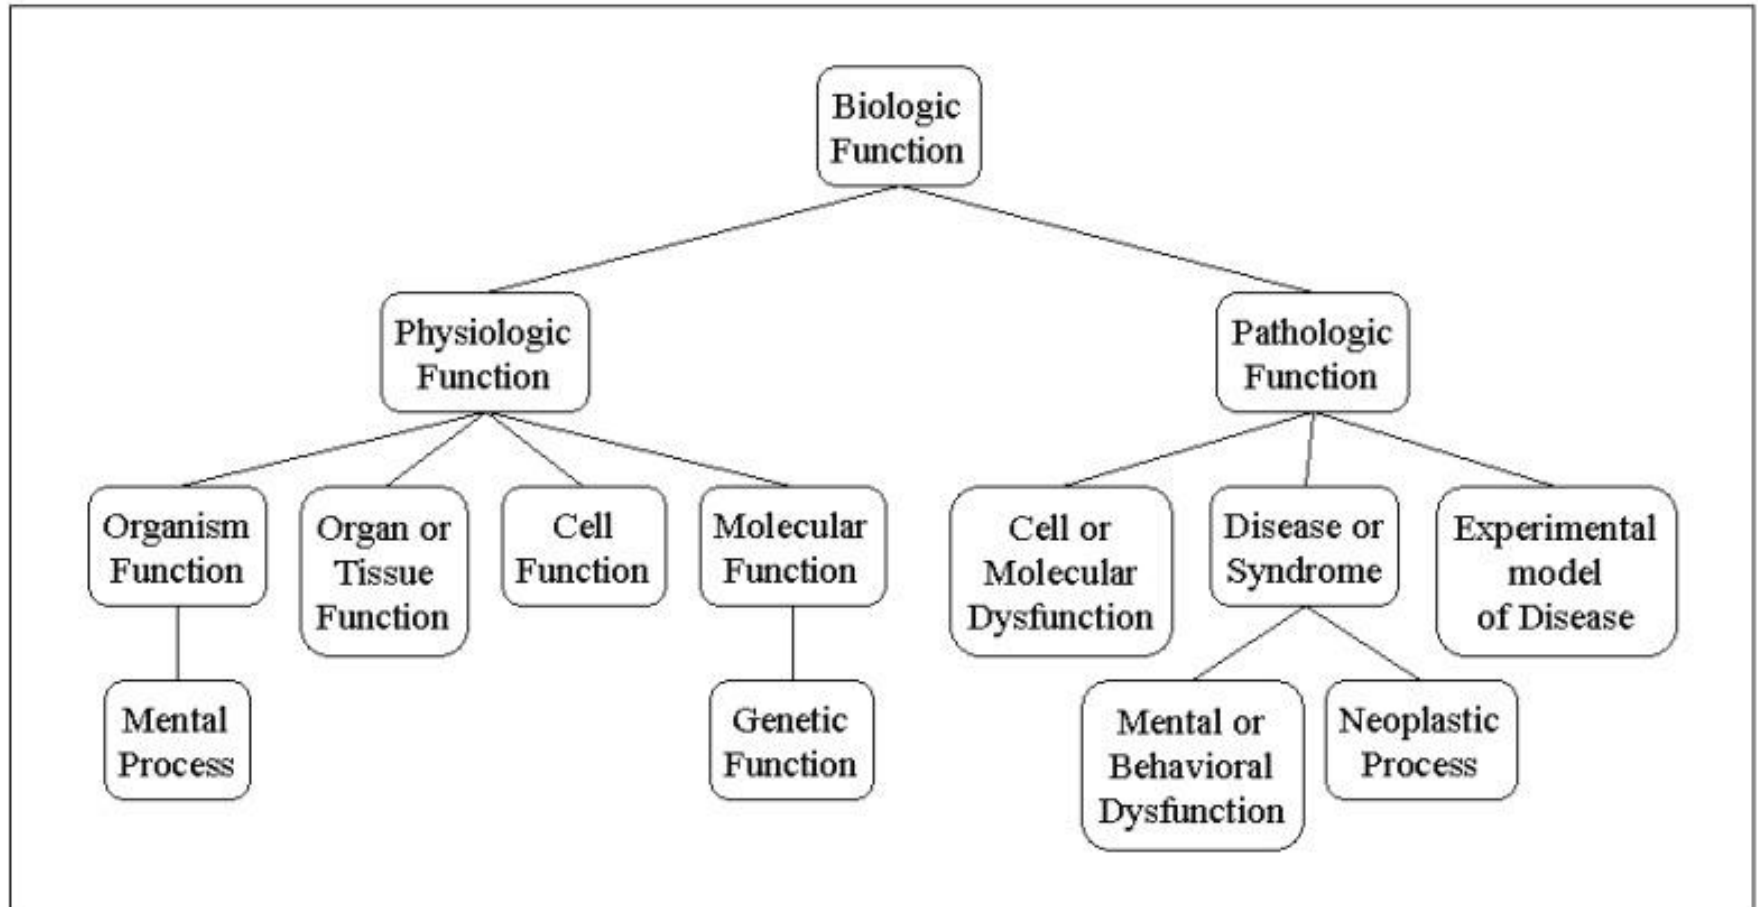 Biologic
Function
Physiologic
Function
Pathologic
Function
Organism
Function
Organ or
Tissue
Function
Cell
Function
Molecular
Function
Cell or
Molecular
Dysfunction
Disease or
Syndrome
Experimental
model
of Disease
Mental
Process
Genetic
Function
Mental or
Behavioral
Dysfunction
Neoplastic
Process